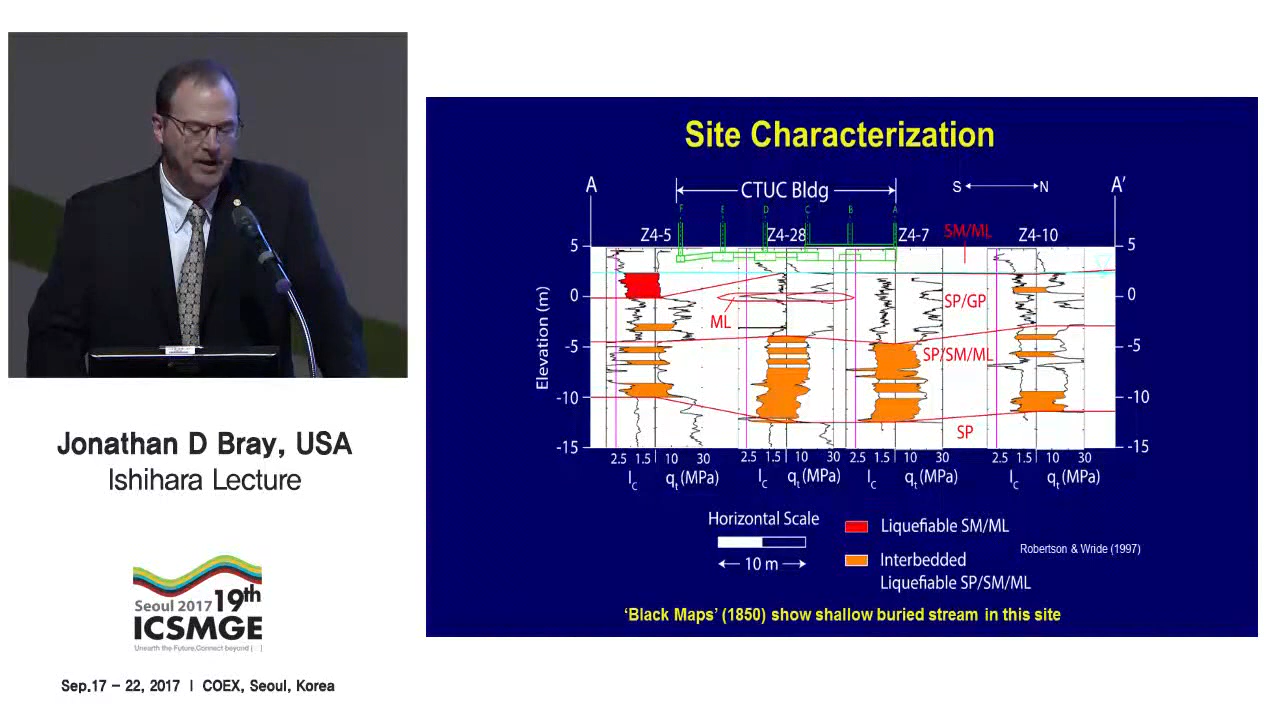 Site Characterization
A
CTUC Bldg
S
N
A'
F
E
D
C
B
A
Z4-5
Z4-28
Z4-7
SM/ML
Z4-10
5
5
0
0
SP/GP
ML
-5
-5
SP/SM/ML
-10
-10
SP
-15
-15
Elevation (m)
2.5 1.5 10 30
2.5 1.5 10 30
2.5 1.5 10 30
2.5 1.5 10 30
IC qt (MPa)
IC qt (MPa)
IC qt (MPa)
IC qt (MPa)
Horizontal Scale
10 m
Liquefiable SM/ML
Robertson & Wride (1997)
Interbedded
Liquefiable SP/SM/ML
‘Black Maps’ (1850) show shallow buried stream in this site
Jonathan D Bray, USA
Ishihara Lecture
Seoul 2017 19th
ICSMGE
Unearth the Future,Connect beyond [ ]
Sep.17 – 22, 2017 | COEX, Seoul, Korea